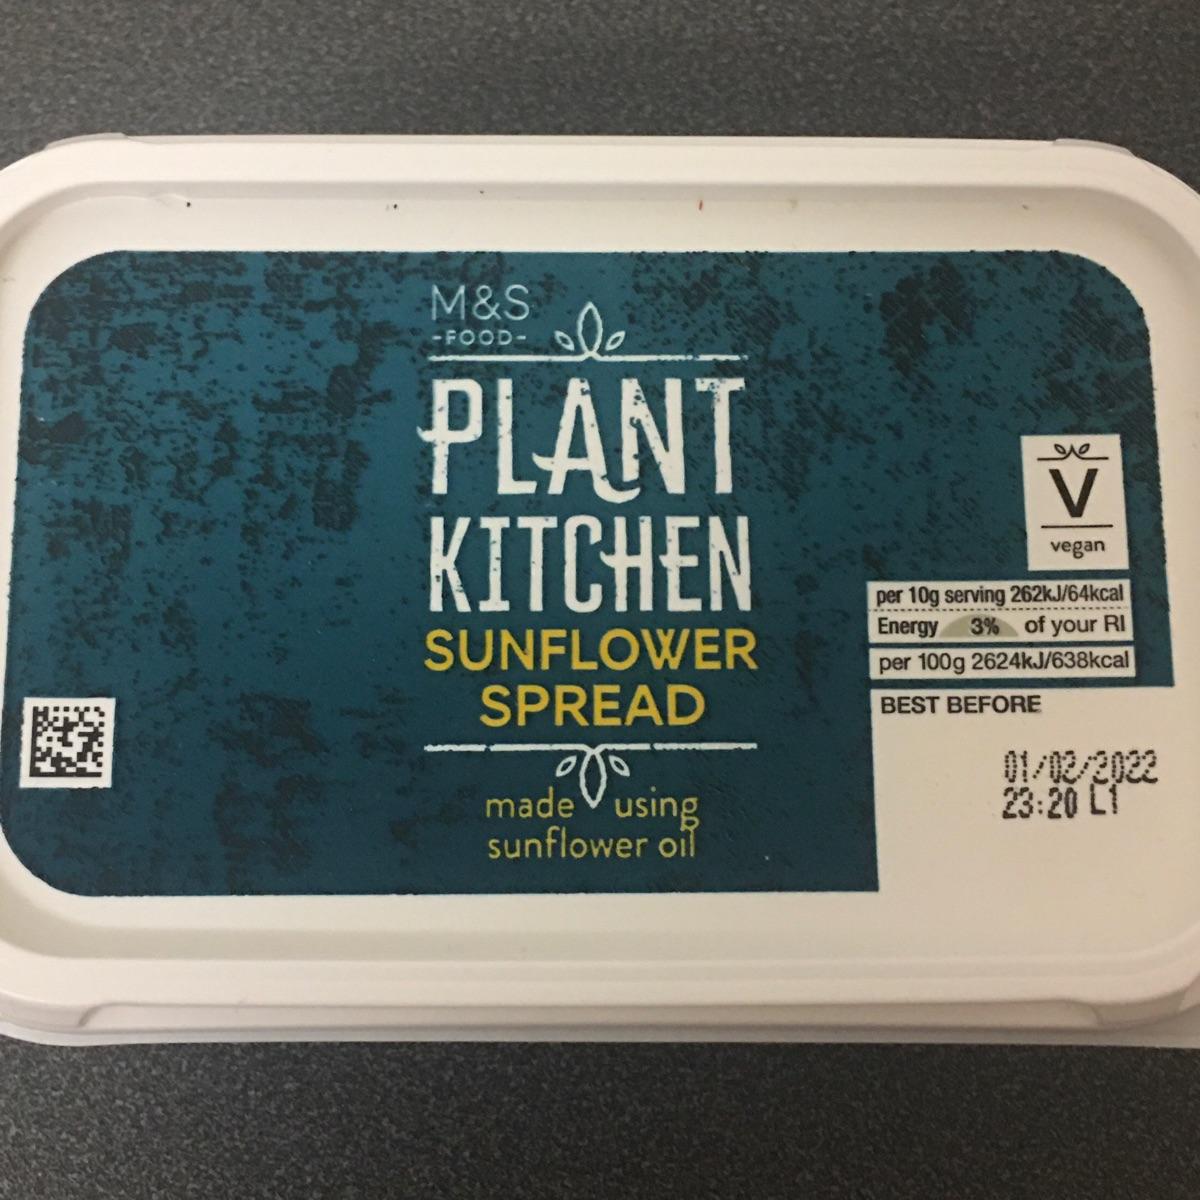 M&S
-FOOD-
PLANT
KITCHEN
SUNFLOWER
SPREAD
made using
sunflower oil
V
vegan
per 10g serving 262kJ/64kcal
Energy 3% of your RI
per 100g 2624kJ/638kcal
BEST BEFORE
01/02/2022
23:20 L1